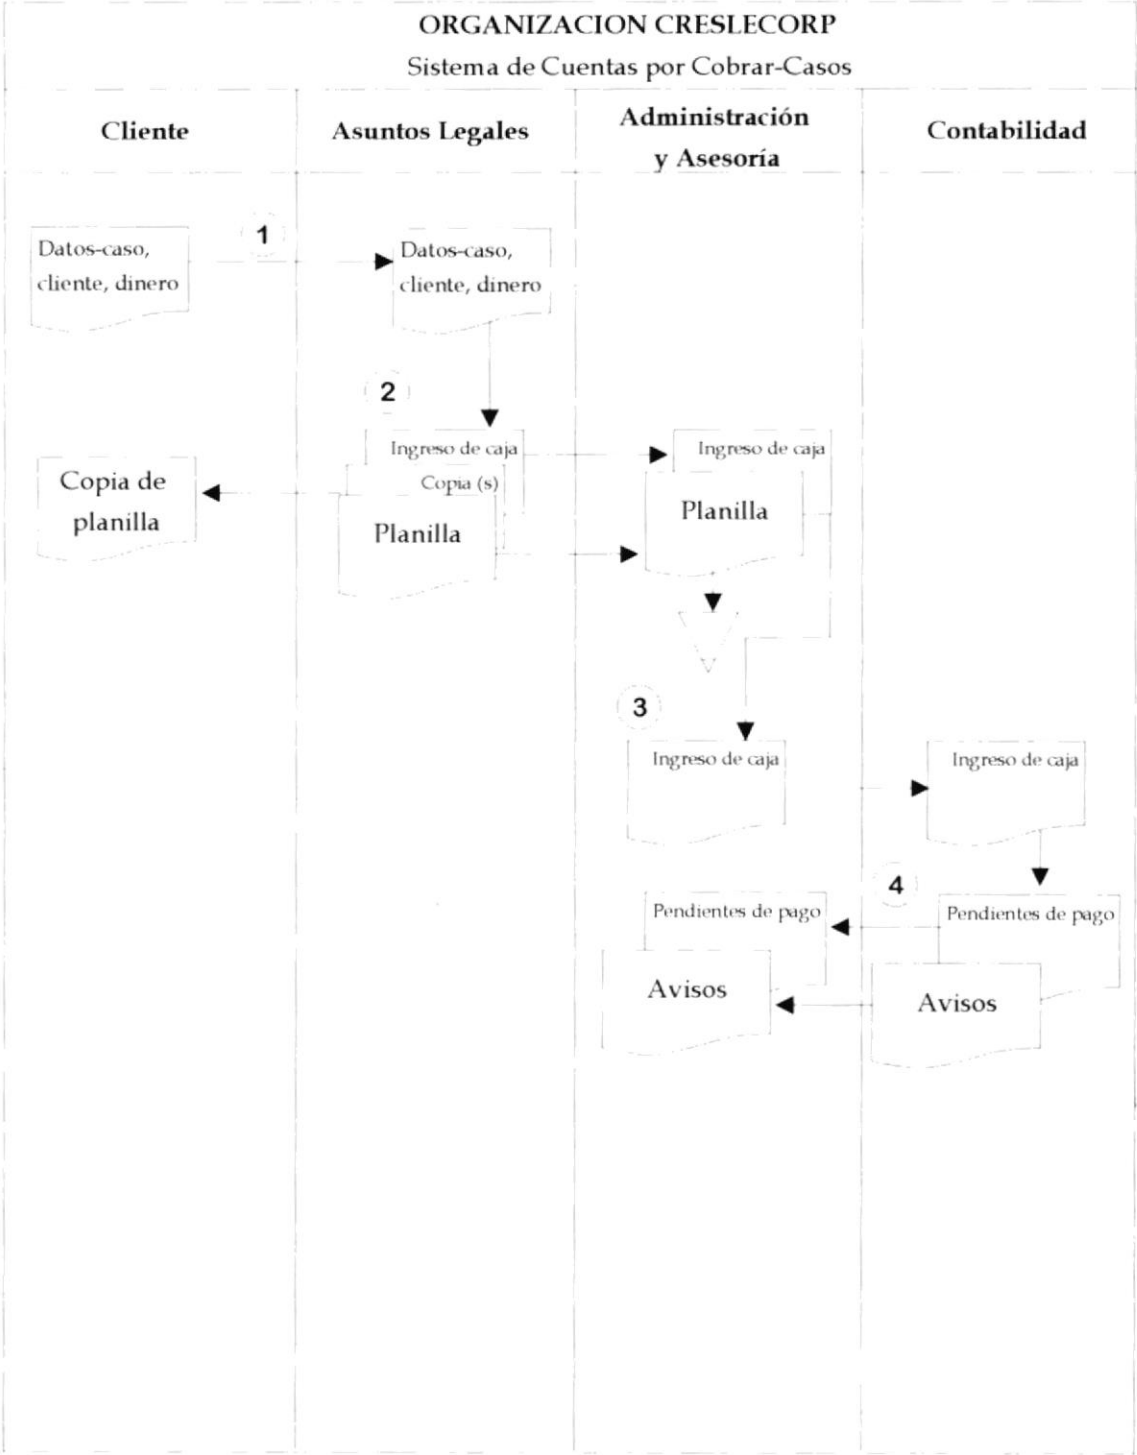 ORGANIZACION CRESLECORP
Sistema de Cuentas por Cobrar-Casos
Cliente
Asuntos Legales
Administración
y Asesoría
Contabilidad
1
Datos-caso,
cliente, dinero
Datos-caso,
cliente, dinero
2
Ingreso de caja
Copia (s)
Planilla
Copia de
planilla
Ingreso de caja
Planilla
3
Ingreso de caja
Ingreso de caja
4
Pendientes de pago
Avisos
Pendientes de pago
Avisos